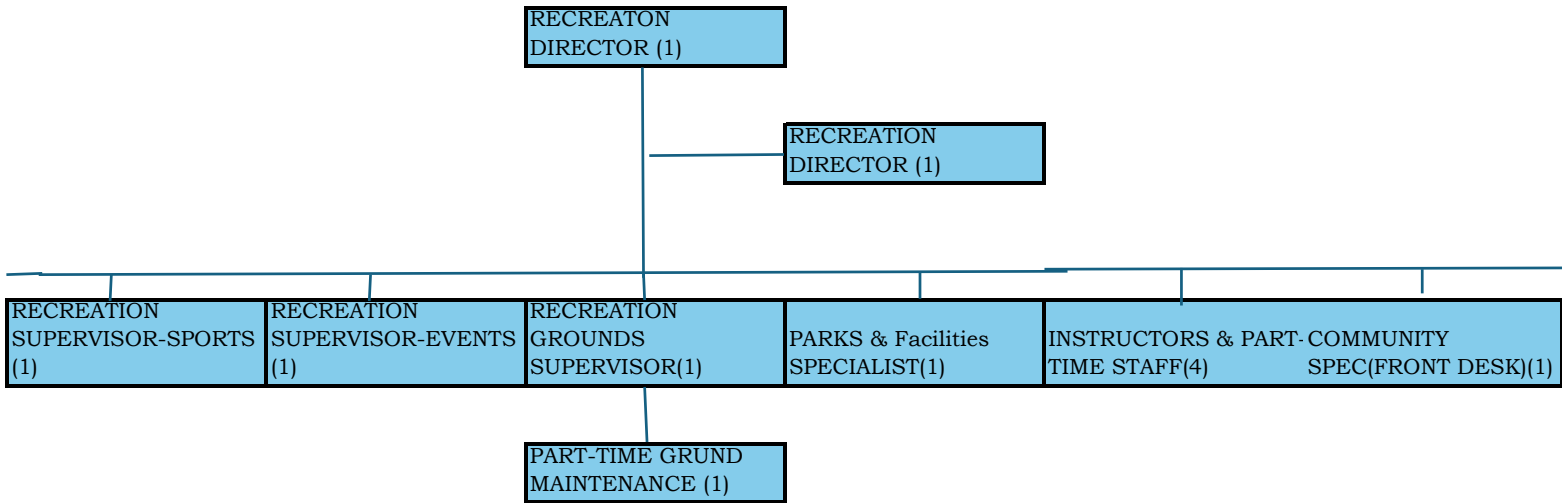 RECREATON
DIRECTOR (1)
RECREATION
DIRECTOR (1)
RECREATION
SUPERVISOR-SPORTS
(1)
RECREATION
SUPERVISOR-EVENTS
(1)
RECREATION
GROUNDS
SUPERVISOR(1)
PARKS & Facilities
SPECIALIST(1)
INSTRUCTORS & PART-
TIME STAFF(4)
COMMUNITY
SPEC(FRONT DESK)(1)
PART-TIME GRUND
MAINTENANCE (1)